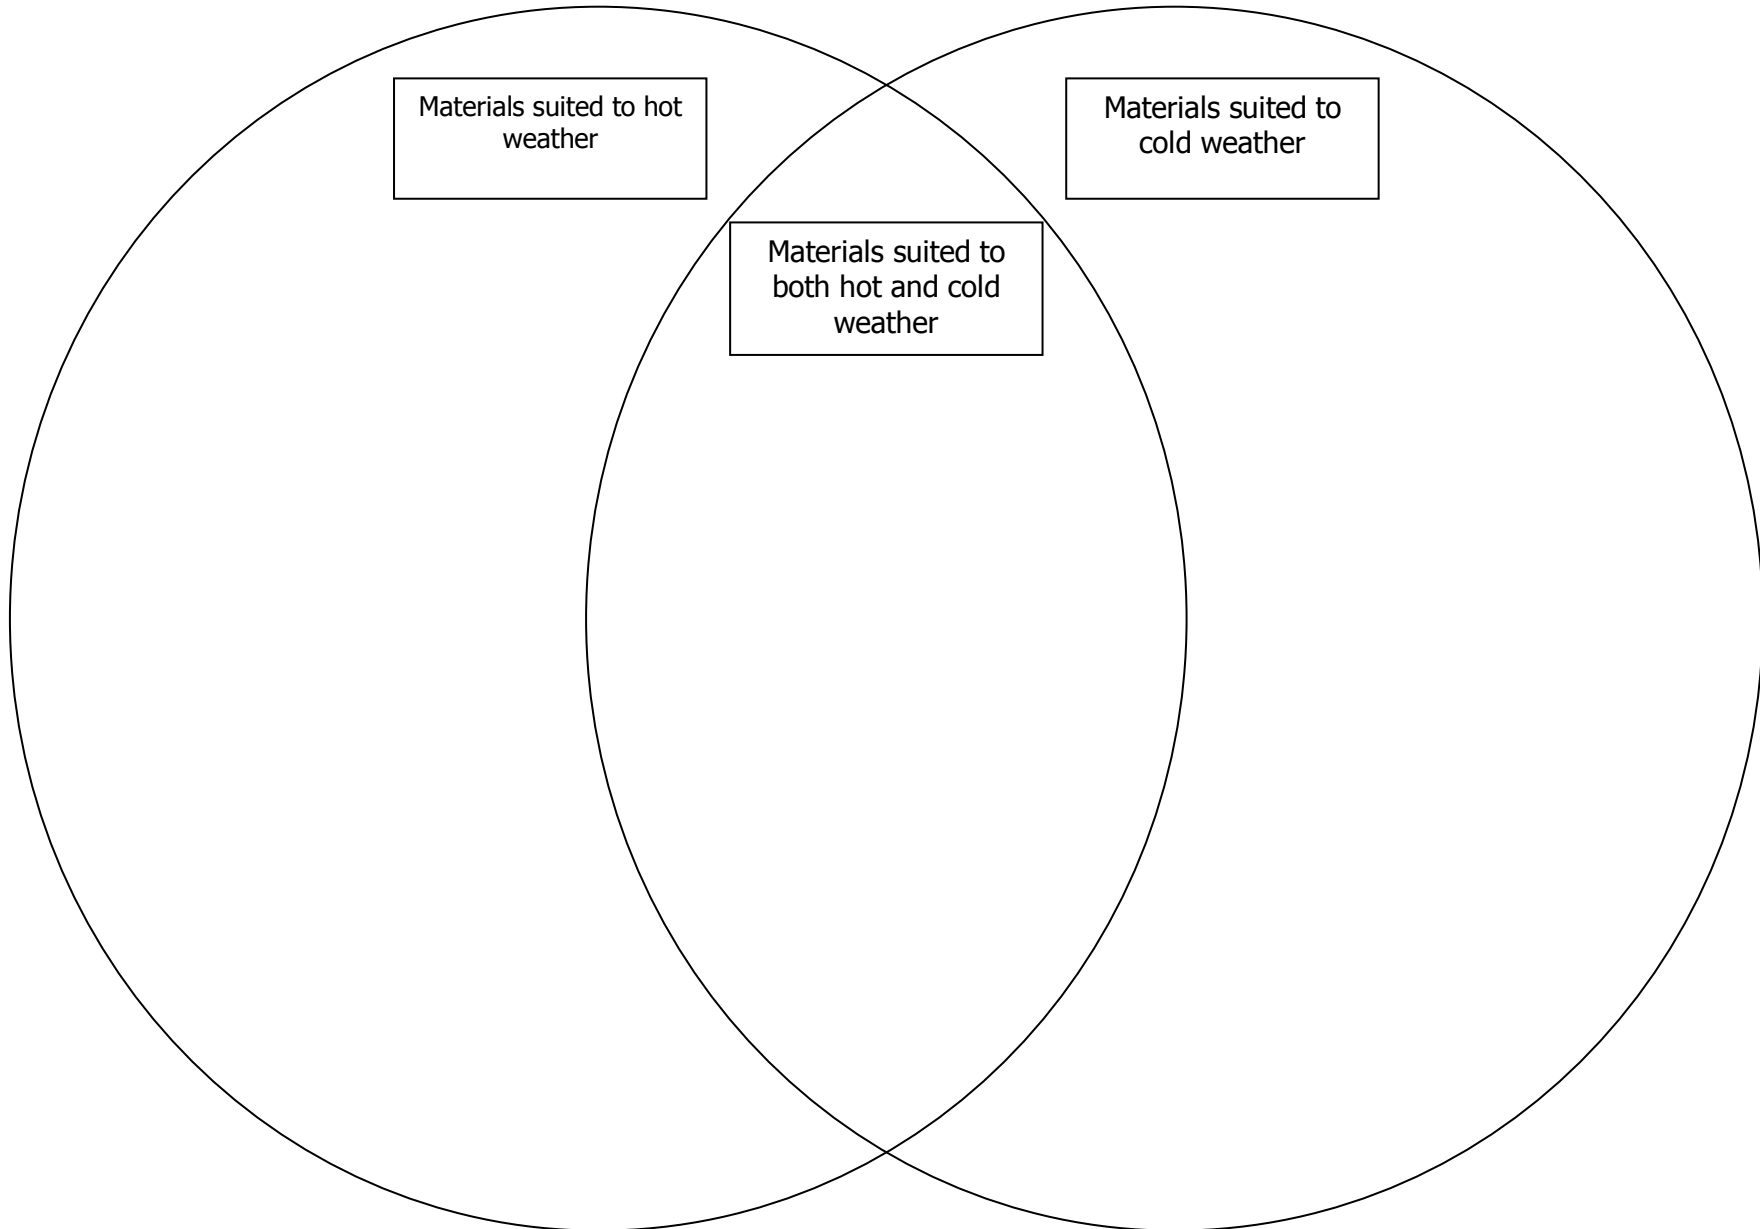 Materials suited to hot
weather
Materials suited to
cold weather
Materials suited to
both hot and cold
weather